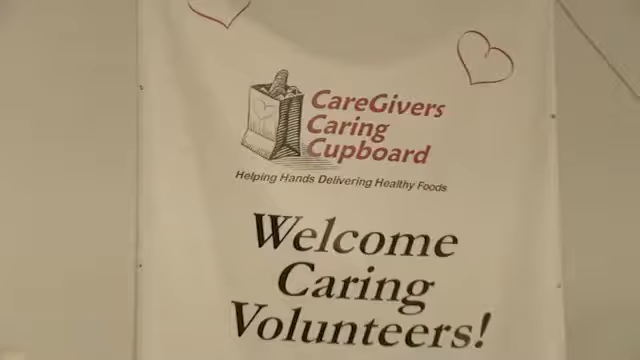 CareGivers
Caring
Cupboard
Helping Hands Delivering Healthy Foods
Welcome
Caring
Volunteers!